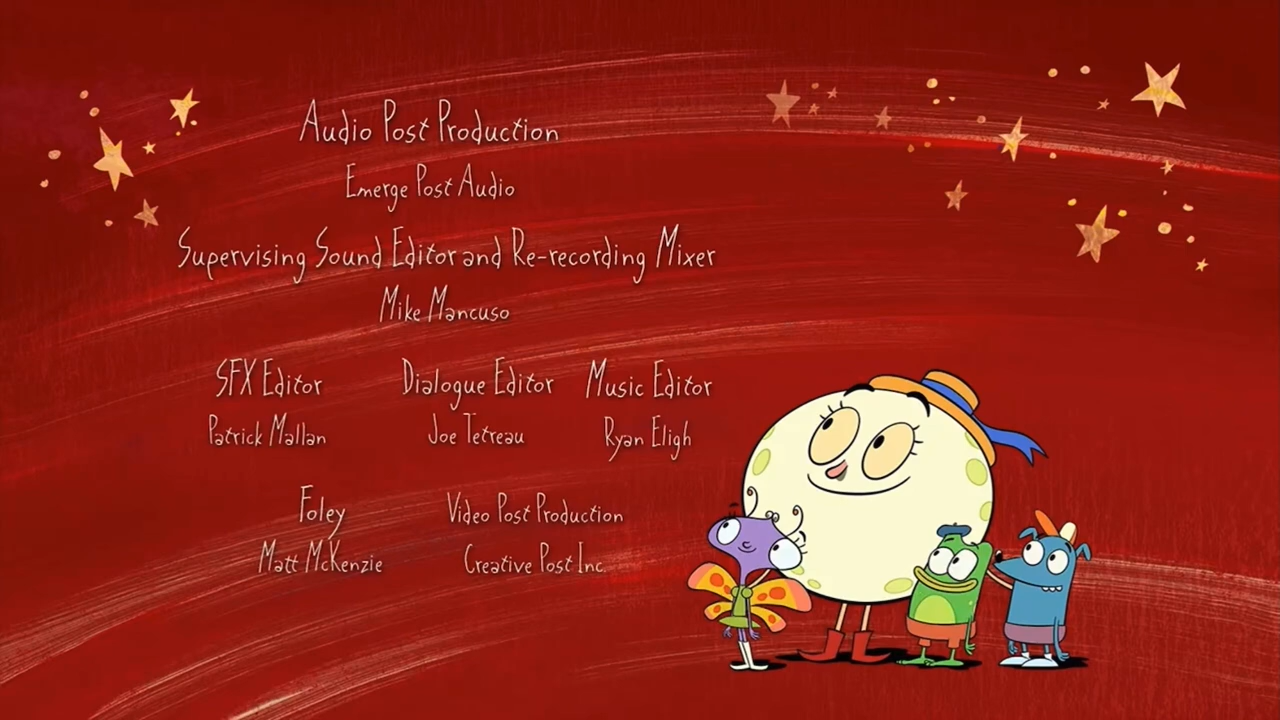 Audio Post Production
Emerge Post Audio
Supervising Sound Editor and Re-recording Mixer
Mike Mancuso
SFX Editor Dialogue Editor Music Editor
Patrick Mallan Joe Tetreau Ryan Eligh
Foley Video Post Production
Matt McKenzie Creative Post Inc.